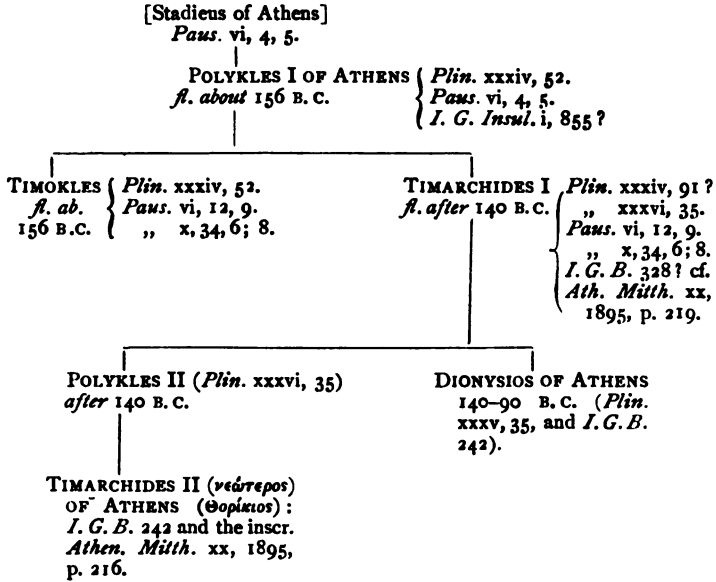 [Stadieus of Athens]
Paus. vi, 4, 5.
POLYKLES I OF ATHENS
fl. about 156 B. C.
Plin. xxxiv, 52.
Paus. vi, 4, 5.
I. G. Insul. i, 855 ?
TIMOKLES
fl. ab.
156 B.C.
Plin. xxxiv, 52.
Paus. vi, 12, 9.
„ x, 34, 6; 8.
TIMARCHIDES I
fl. after 140 B. C.
Plin. xxxiv, 91 ?
„ xxxvi, 35.
Paus. vi, 12, 9.
„ x, 34, 6; 8.
I. G. B. 328 ? cf.
Ath. Mitth. xx,
1895, p. 219.
POLYKLES II (Plin. xxxvi, 35)
after 140 B. C.
DIONYSIOS OF ATHENS
140–90 B. C. (Plin.
xxxv, 35, and I. G. B.
242).
TIMARCHIDES II (νεώτερος)
OF ATHENS (Θορίκιος) :
I. G. B. 242 and the inscr.
Athen. Mitth. xx, 1895,
p. 216.